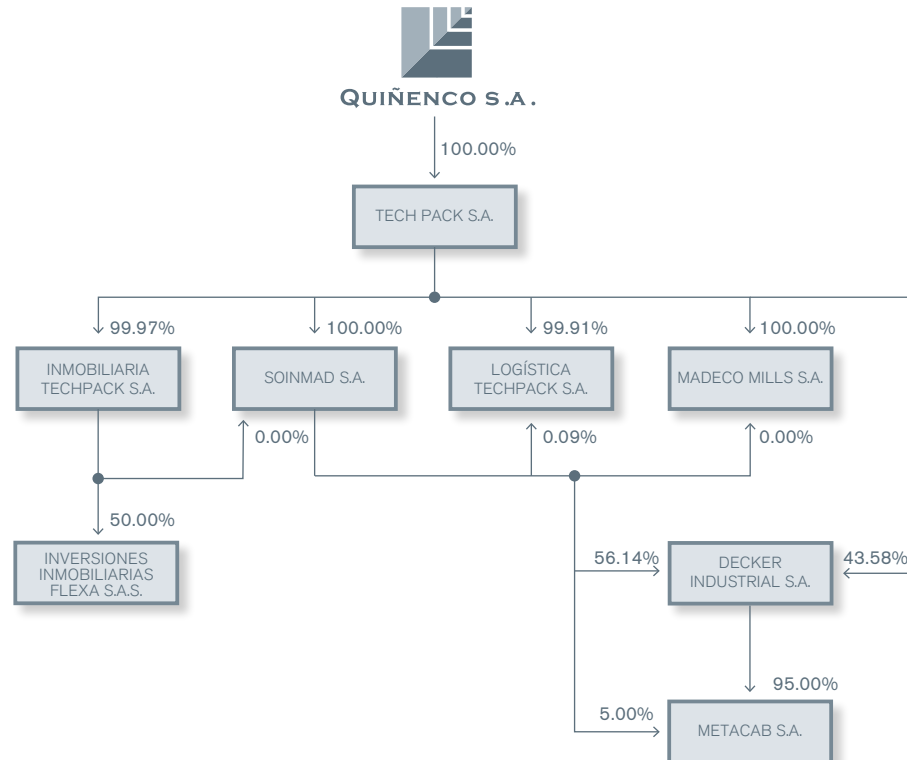 QUIÑENCO S.A.
100.00%
TECH PACK S.A.
99.97%
100.00%
99.91%
100.00%
INMOBILIARIA
TECHPACK S.A.
SOINMAD S.A.
LOGÍSTICA
TECHPACK S.A.
MADECO MILLS S.A.
0.00%
0.09%
0.00%
50.00%
INVERSIONES
INMOBILIARIAS
FLEXA S.A.S.
56.14%
DECKER
INDUSTRIAL S.A.
43.58%
95.00%
5.00%
METACAB S.A.